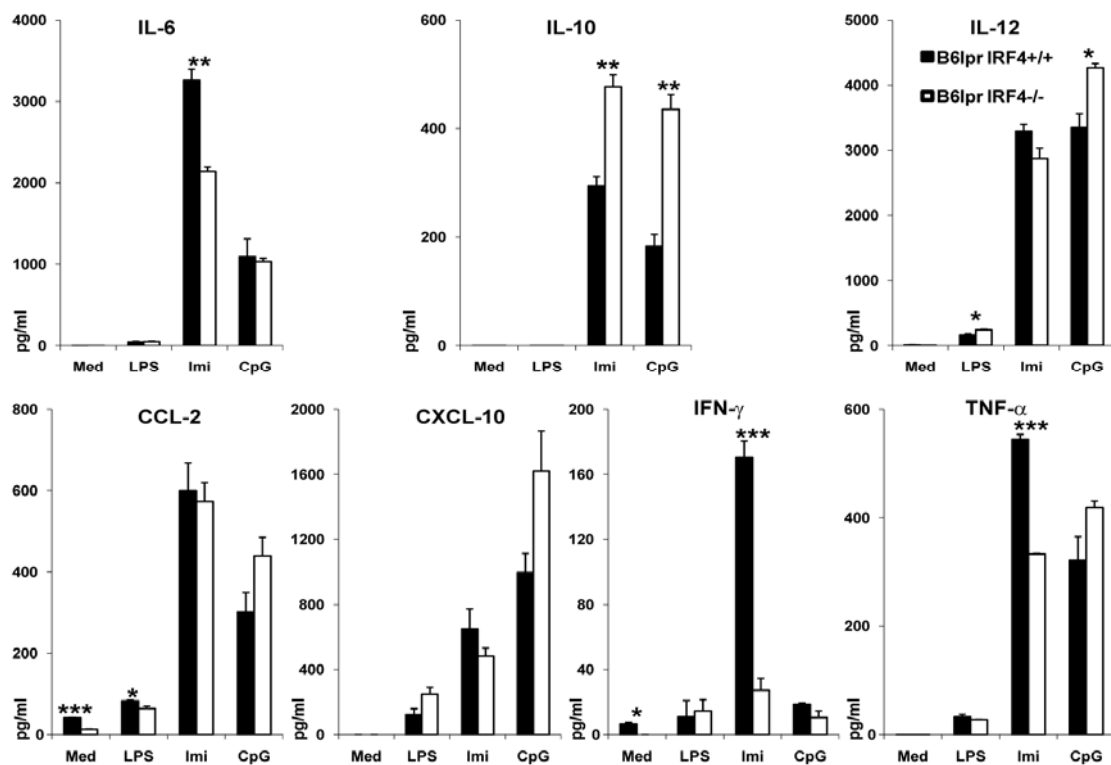 IL-6
3000
**
2000
1000
0
pg/ml
Med LPS Imi CpG
IL-10
600
400
200
0
pg/ml
**
**
Med LPS Imi CpG
IL-12
5000
4000
3000
2000
1000
0
pg/ml
B6lpr IRF4+/+
B6lpr IRF4-/-
*
*
Med LPS Imi CpG
CCL-2
800
600
400
200
0
pg/ml
***
*
Med LPS Imi CpG
CXCL-10
2000
1600
1200
800
400
0
pg/ml
Med LPS Imi CpG
IFN-γ
200
160
120
80
40
0
pg/ml
*
***
Med LPS Imi CpG
TNF-α
600
400
200
0
pg/ml
***
Med LPS Imi CpG